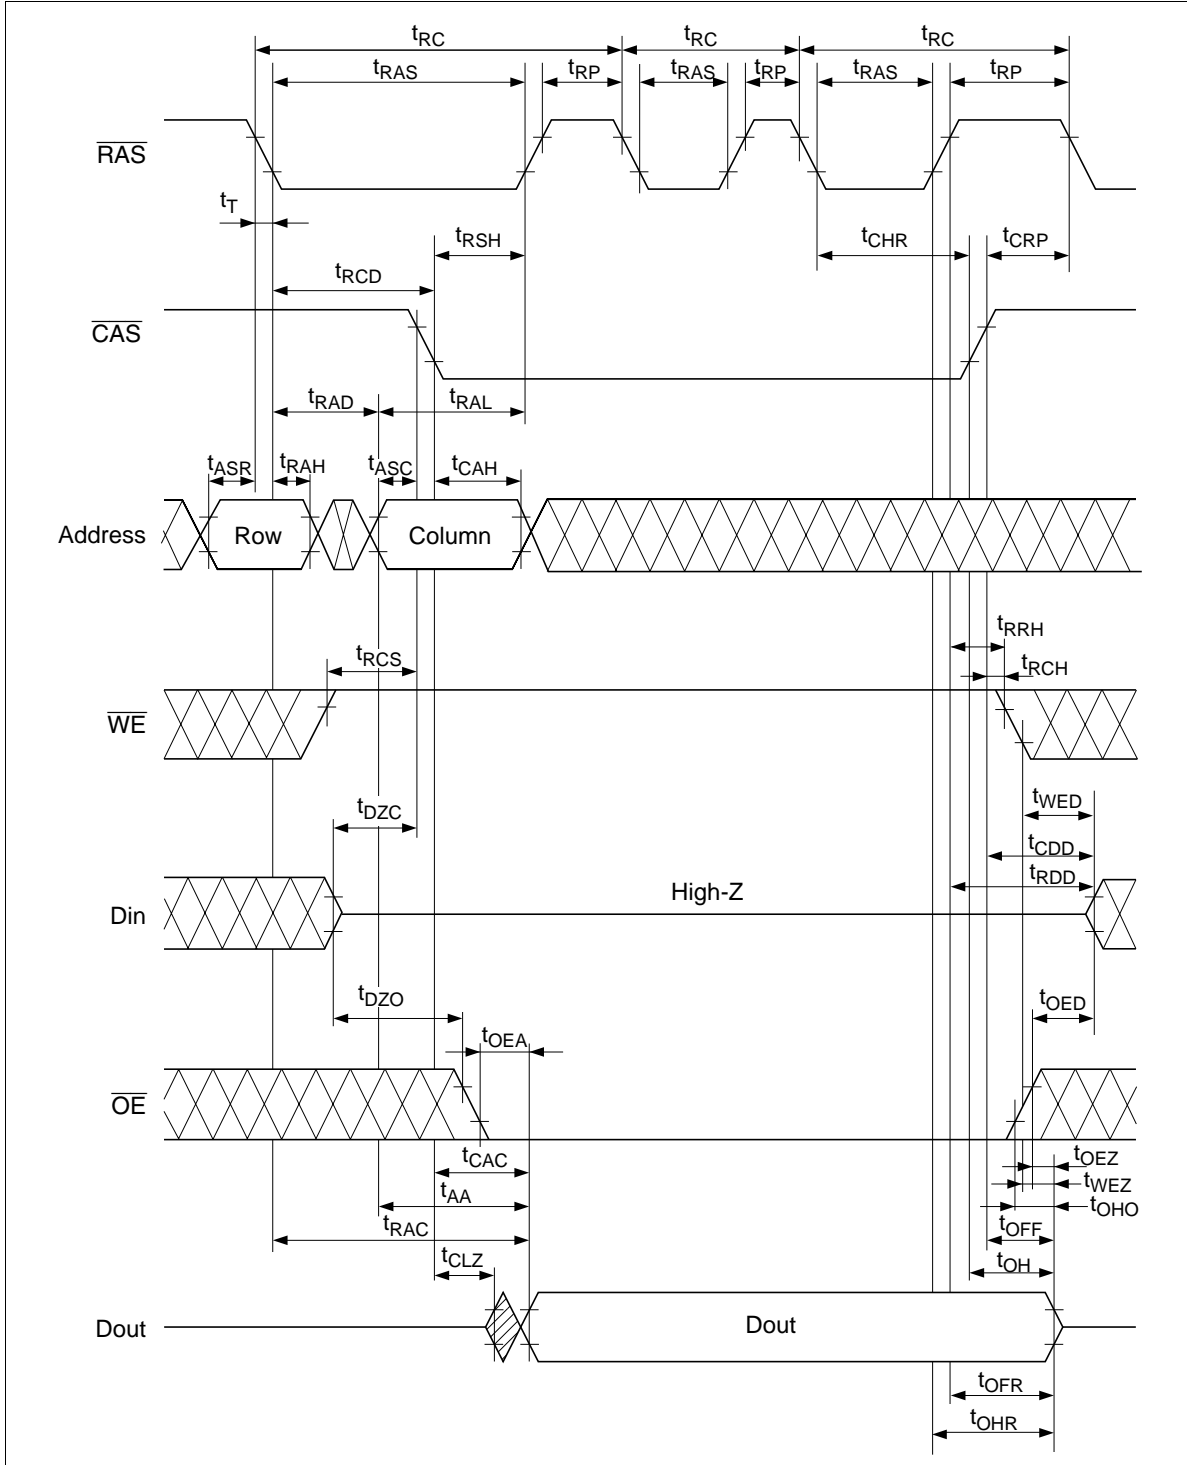 tRC tRC tRC
tRAS tRP tRAS tRP tRAS tRP
RAS
tT
tRSH tCHR tCRP
tRCD
CAS
tRAD tRAL
tASR tRAH tASC tCAH
Address Row Column
tRRH
tRCS tRCH
WE
tDZC tWED
tCDD
tRDD
High-Z
Din
tDZO tOED
tOEA
OE
tCAC tOEZ
tAA tWEZ
tOHO
tRAC tOFF
tCLZ tOH
Dout Dout
tOFR
tOHR